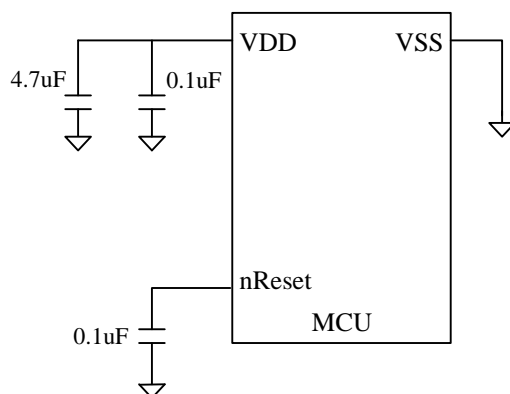 VDD
VSS
4.7uF
0.1uF
nReset
0.1uF
MCU